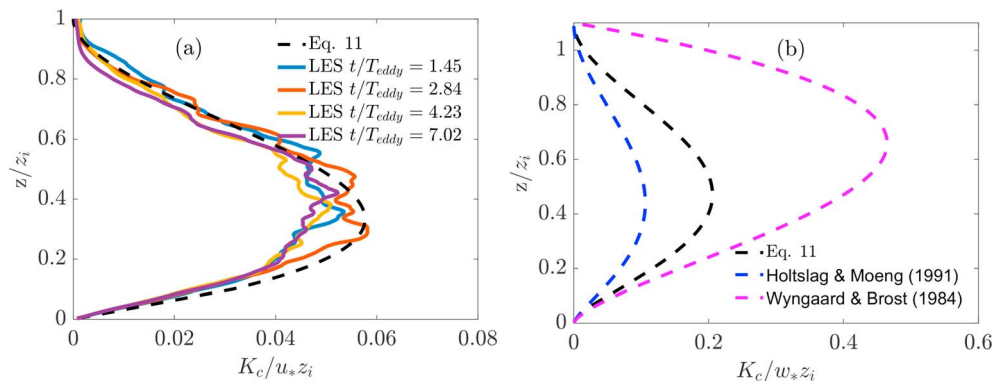 (a)
Eq. 11
LES t/T_eddy = 1.45
LES t/T_eddy = 2.84
LES t/T_eddy = 4.23
LES t/T_eddy = 7.02
z/z_i
1
0.8
0.6
0.4
0.2
0
0 0.02 0.04 0.06 0.08
K_c/u_*z_i
(b)
z/z_i
1
0.8
0.6
0.4
0.2
0
Eq. 11
Holtslag & Moeng (1991)
Wyngaard & Brost (1984)
0 0.2 0.4 0.6
K_c/w_*z_i